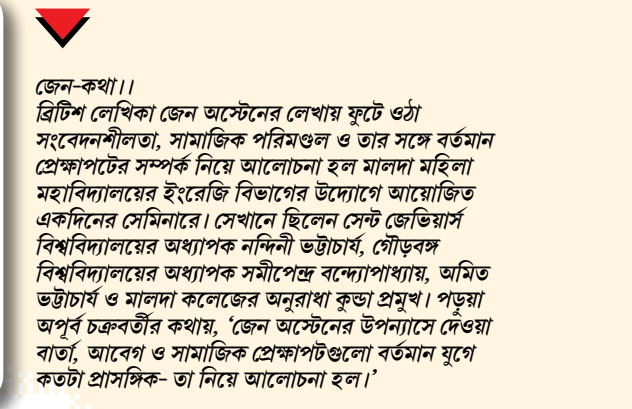 জেন-কথা।।
ব্রিটিশ লেখিকা জেন অস্টেনের লেখায় ফুটে ওঠা
সংবেদনশীলতা, সামাজিক পরিমণ্ডল ও তার সঙ্গে বর্তমান
প্রেক্ষাপটের সম্পর্ক নিয়ে আলোচনা হল মালদা মহিলা
মহাবিদ্যালয়ের ইংরেজি বিভাগের উদ্যোগে আয়োজিত
একদিনের সেমিনারে। সেখানে ছিলেন সেন্ট জেভিয়ার্স
বিশ্ববিদ্যালয়ের অধ্যাপক নন্দিনী ভট্টাচার্য, গৌড়বঙ্গ
বিশ্ববিদ্যালয়ের অধ্যাপক সমীপেন্দ্র বন্দ্যোপাধ্যায়, অমিত
ভট্টাচার্য ও মালদা কলেজের অনুরাধা কুন্ডা প্রমুখ। পড়ুয়া
অপূর্ব চক্রবর্তীর কথায়, ‘জেন অস্টেনের উপন্যাসে দেওয়া
বার্তা, আবেগ ও সামাজিক প্রেক্ষাপটগুলো বর্তমান যুগে
কতটা প্রাসঙ্গিক- তা নিয়ে আলোচনা হল।’